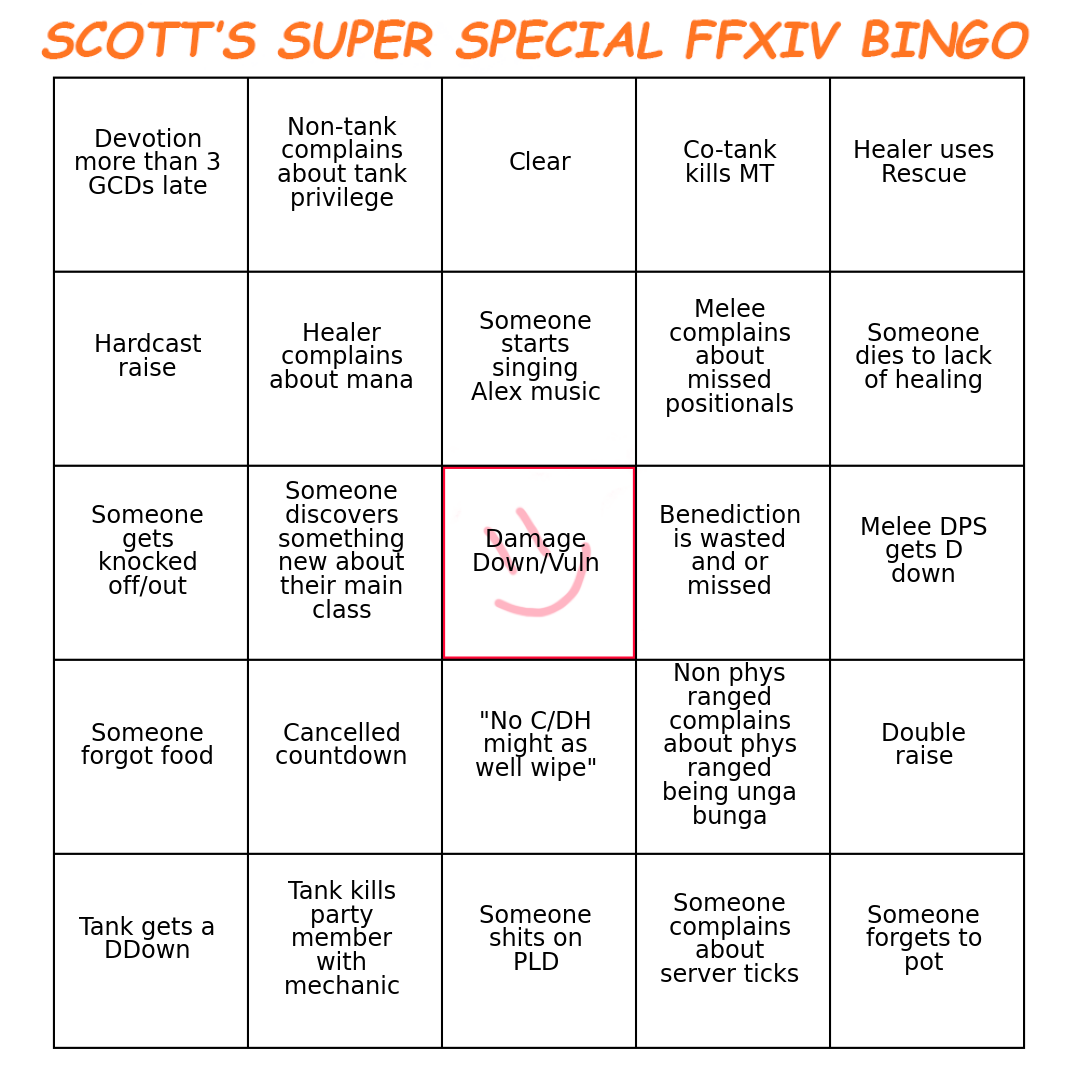 SCOTT'S SUPER SPECIAL FFXIV BINGO
Devotion
more than 3
GCDs late
Non-tank
complains
about tank
privilege
Clear
Co-tank
kills MT
Healer uses
Rescue
Hardcast
raise
Healer
complains
about mana
Someone
starts
singing
Alex music
Melee
complains
about
missed
positionals
Someone
dies to lack
of healing
Someone
gets
knocked
off/out
Someone
discovers
something
new about
their main
class
Damage
Down/Vuln
Benediction
is wasted
and or
missed
Melee DPS
gets D
down
Someone
forgot food
Cancelled
countdown
"No C/DH
might as
well wipe"
Non phys
ranged
complains
about phys
ranged
being unga
bunga
Double
raise
Tank gets a
DDown
Tank kills
party
member
with
mechanic
Someone
shits on
PLD
Someone
complains
about
server ticks
Someone
forgets to
pot